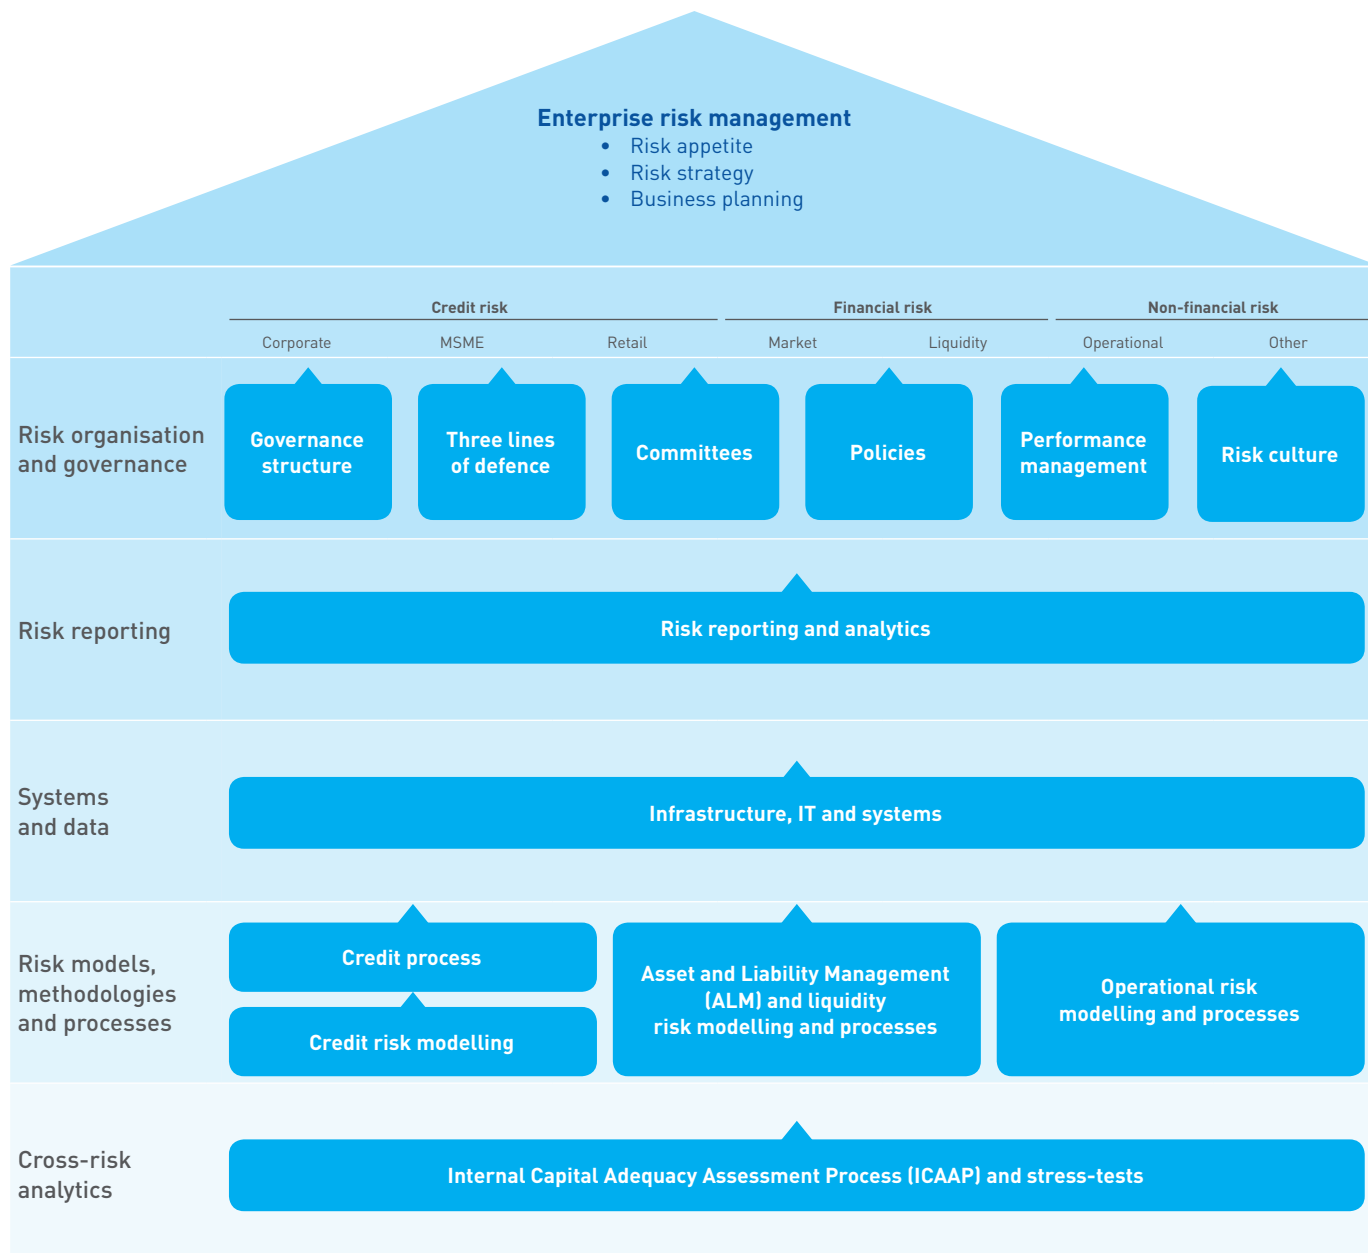 Enterprise risk management
• Risk appetite
• Risk strategy
• Business planning
Credit risk Financial risk Non-financial risk
Corporate MSME Retail Market Liquidity Operational Other
Risk organisation
and governance
Governance
structure
Three lines
of defence
Committees
Policies
Performance
management
Risk culture
Risk reporting
Risk reporting and analytics
Systems
and data
Infrastructure, IT and systems
Risk models,
methodologies
and processes
Credit process
Credit risk modelling
Asset and Liability Management
(ALM) and liquidity
risk modelling and processes
Operational risk
modelling and processes
Cross-risk
analytics
Internal Capital Adequacy Assessment Process (ICAAP) and stress-tests